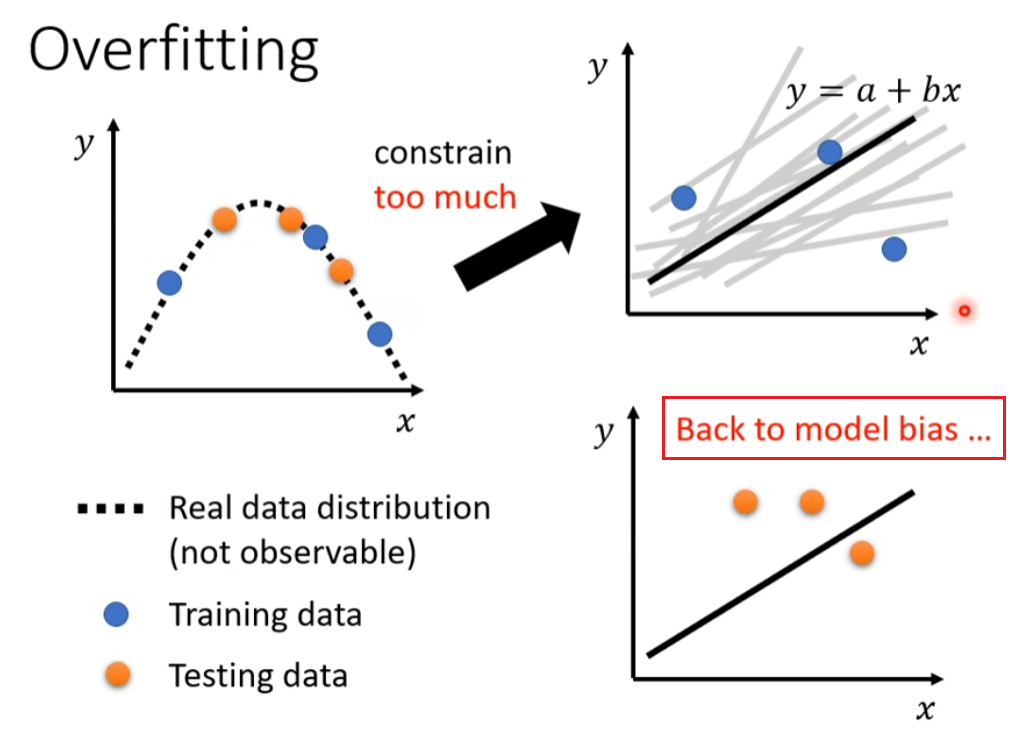 Overfitting
y
x
constrain
too much
y
y = a + bx
x
Real data distribution
(not observable)
Training data
Testing data
y
Back to model bias ...
x